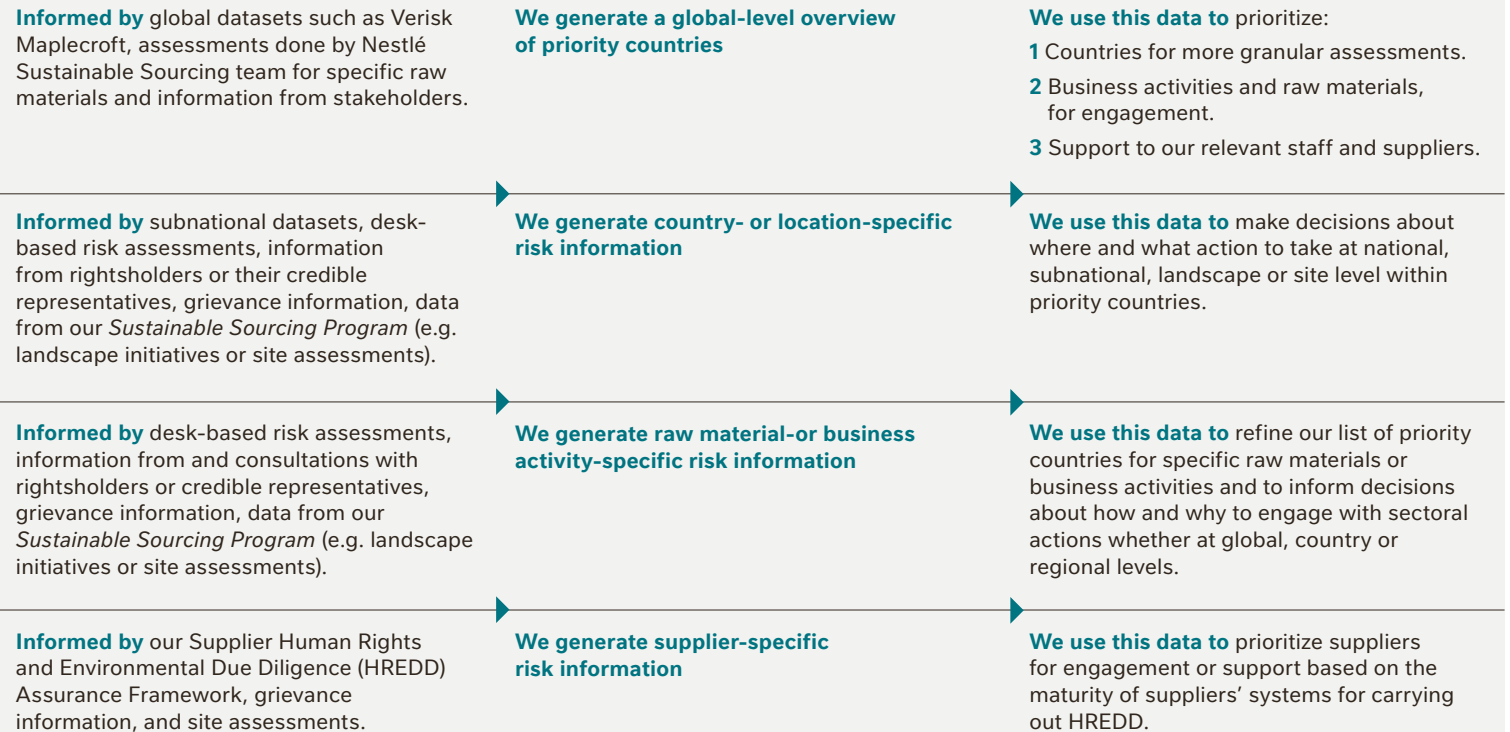 Informed by global datasets such as Verisk
Maplecroft, assessments done by Nestlé
Sustainable Sourcing team for specific raw
materials and information from stakeholders.
We generate a global-level overview
of priority countries
We use this data to prioritize:
1 Countries for more granular assessments.
2 Business activities and raw materials,
for engagement.
3 Support to our relevant staff and suppliers.
Informed by subnational datasets, desk-
based risk assessments, information
from rightsholders or their credible
representatives, grievance information, data
from our Sustainable Sourcing Program (e.g.
landscape initiatives or site assessments).
We generate country- or location-specific
risk information
We use this data to make decisions about
where and what action to take at national,
subnational, landscape or site level within
priority countries.
Informed by desk-based risk assessments,
information from and consultations with
rightsholders or credible representatives,
grievance information, data from our
Sustainable Sourcing Program (e.g. landscape
initiatives or site assessments).
We generate raw material-or business
activity-specific risk information
We use this data to refine our list of priority
countries for specific raw materials or
business activities and to inform decisions
about how and why to engage with sectoral
actions whether at global, country or
regional levels.
Informed by our Supplier Human Rights
and Environmental Due Diligence (HREDD)
Assurance Framework, grievance
information, and site assessments.
We generate supplier-specific
risk information
We use this data to prioritize suppliers
for engagement or support based on the
maturity of suppliers’ systems for carrying
out HREDD.